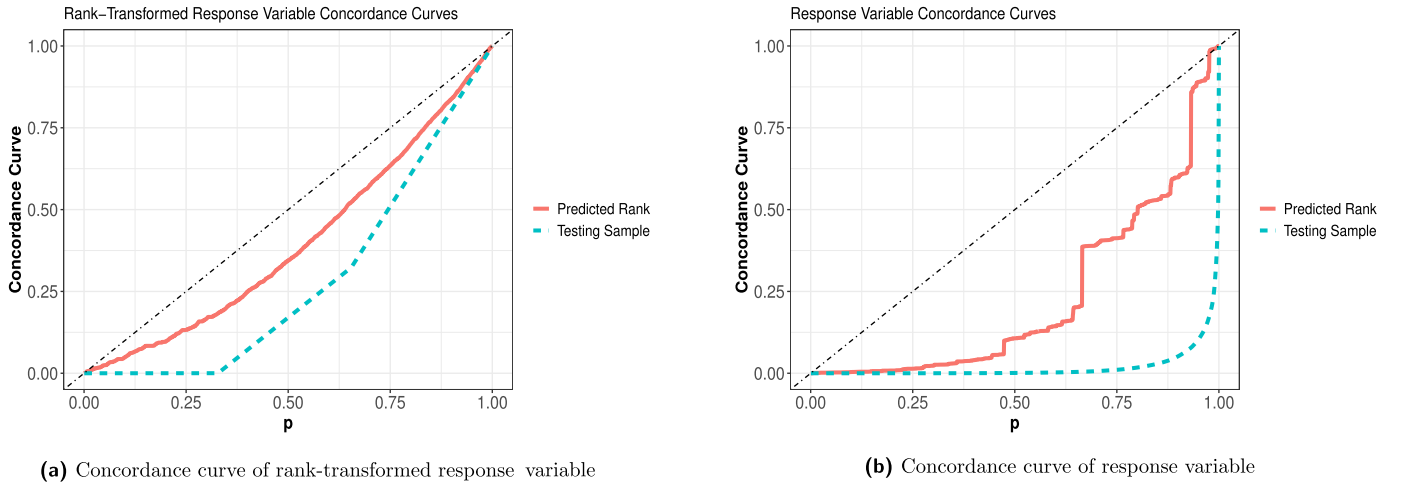 Rank−Transformed Response Variable Concordance Curves
Concordance Curve
1.00
0.75
0.50
0.25
0.00
0.00 0.25 0.50 0.75 1.00
p
Predicted Rank
Testing Sample
(a) Concordance curve of rank-transformed response variable
Response Variable Concordance Curves
Concordance Curve
1.00
0.75
0.50
0.25
0.00
0.00 0.25 0.50 0.75 1.00
p
Predicted Rank
Testing Sample
(b) Concordance curve of response variable